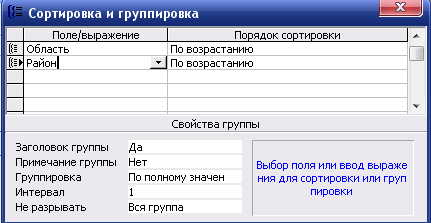 Сортировка и группировка
Поле/выражение Порядок сортировки
Область По возрастанию
Район По возрастанию
Свойства группы
Заголовок группы Да
Примечание группы Нет
Группировка По полному значен
Интервал 1
Не разрывать Вся группа
Выбор поля или ввод выраже
ния для сортировки или груп
пировки